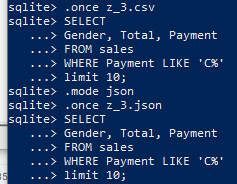 sqlite> .once z_3.csv
sqlite> SELECT
   ...> Gender, Total, Payment
   ...> FROM sales
   ...> WHERE Payment LIKE 'C%'
   ...> limit 10;
sqlite> .mode json
sqlite> .once z_3.json
sqlite> SELECT
   ...> Gender, Total, Payment
   ...> FROM sales
   ...> WHERE Payment LIKE 'C%'
   ...> limit 10;